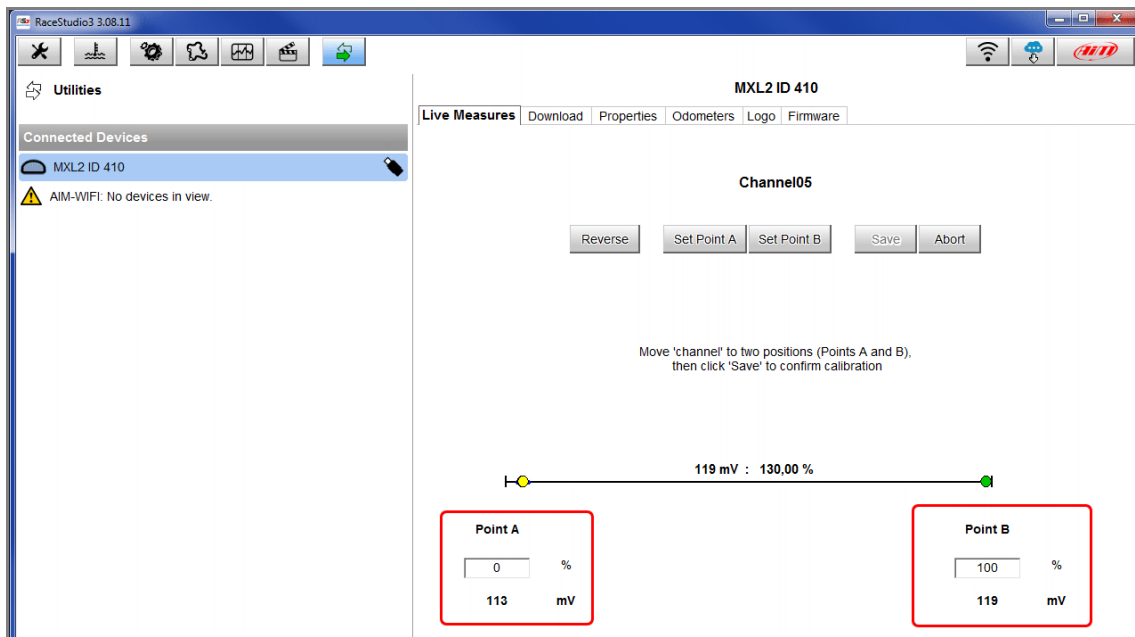 RaceStudio3 3.08.11
AiM
Utilities
MXL2 ID 410
Live Measures Download Properties Odometers Logo Firmware
Connected Devices
MXL2 ID 410
AIM-WIFI: No devices in view.
Channel05
Reverse Set Point A Set Point B Save Abort
Move 'channel' to two positions (Points A and B),
then click 'Save' to confirm calibration
119 mV : 130,00 %
Point A Point B
0 % 100 %
113 mV 119 mV